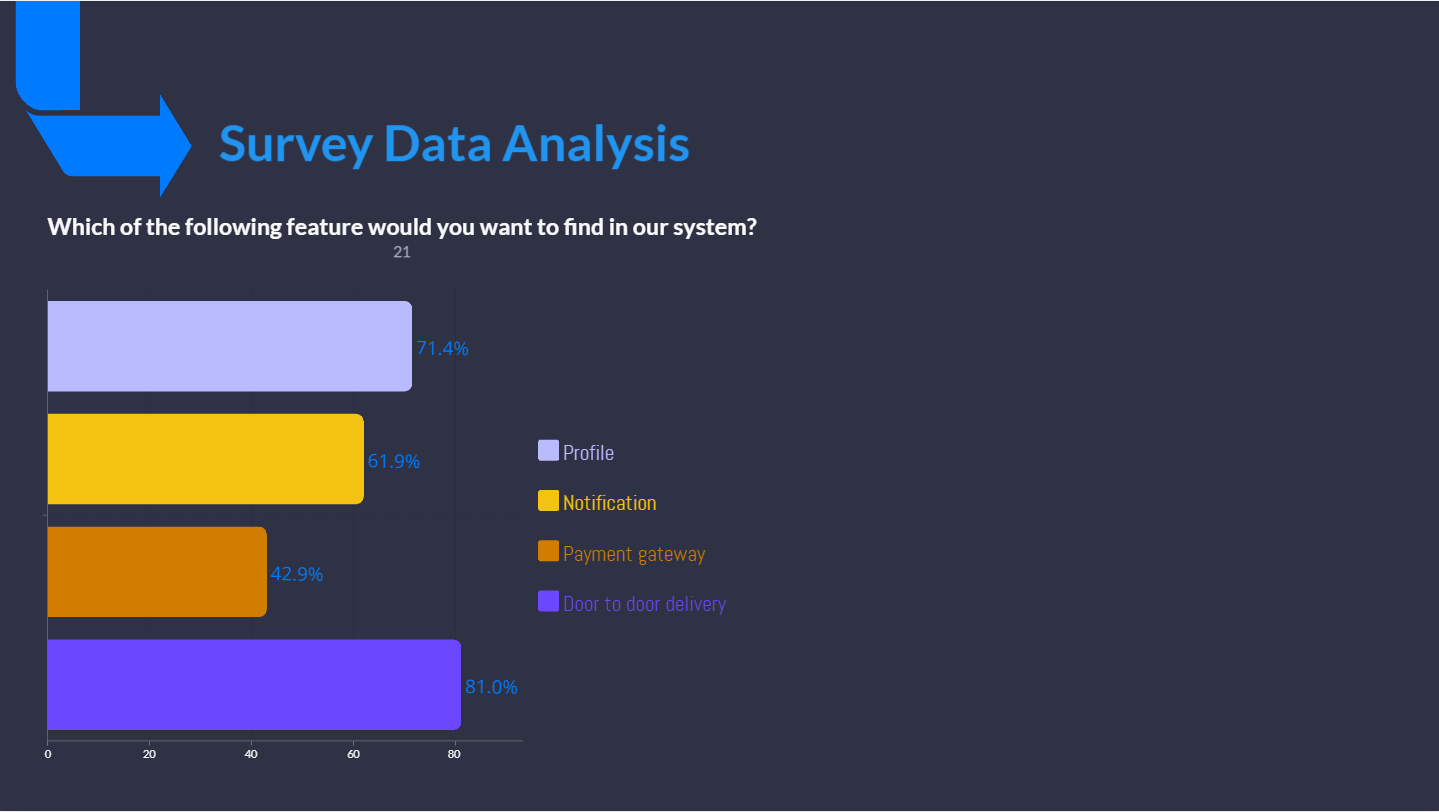 Survey Data Analysis
Which of the following feature would you want to find in our system?
21
71.4%
61.9%
42.9%
81.0%
Profile
Notification
Payment gateway
Door to door delivery
0 20 40 60 80